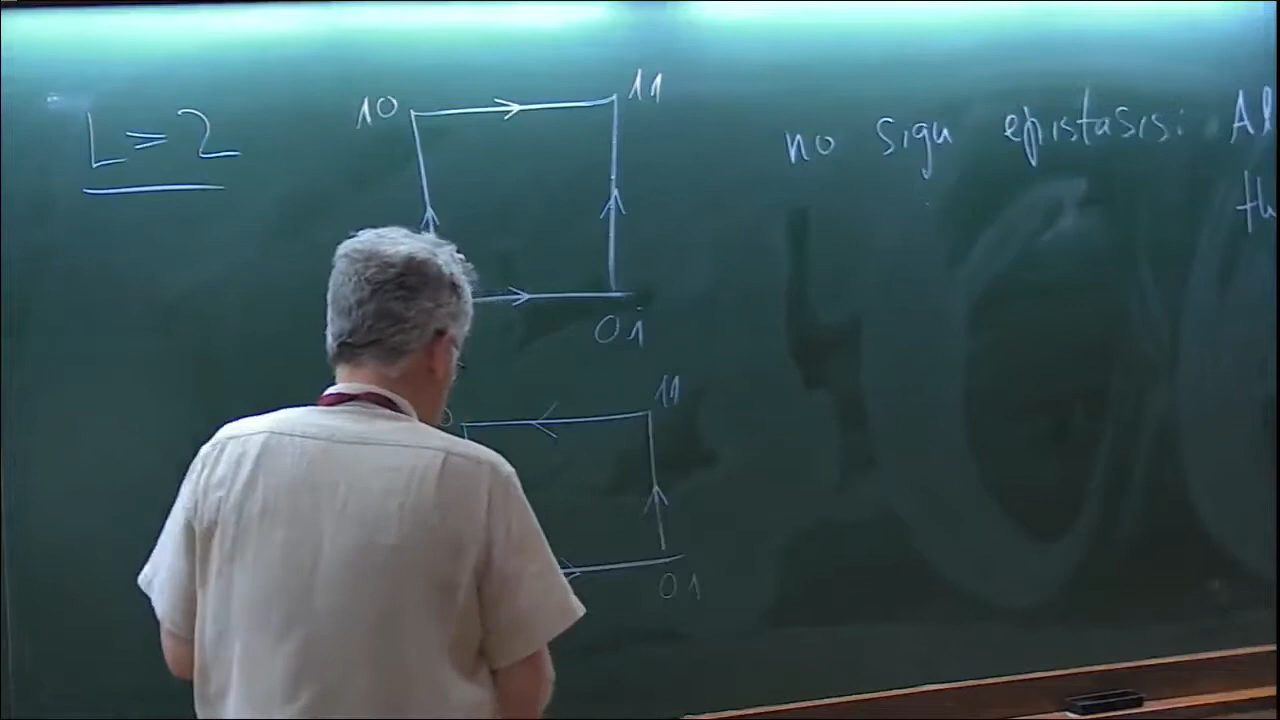 L = 2
10
11
no sign epistasis:
01
11
01